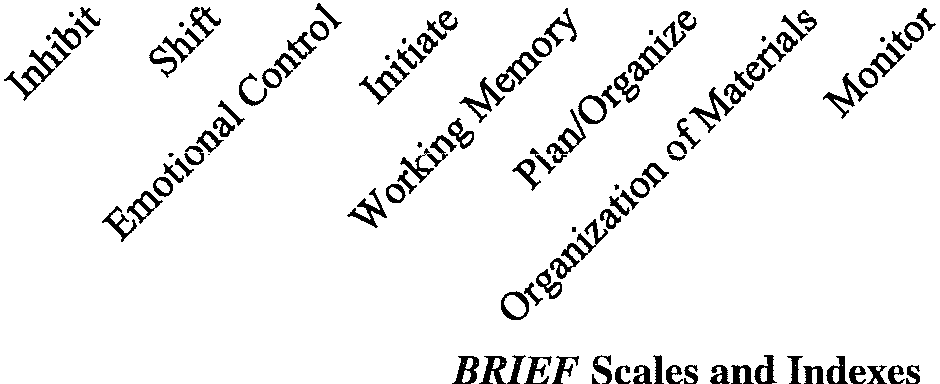 Inhibit
Shift
Emotional Control
Initiate
Working Memory
Plan/Organize
Organization of Materials
Monitor
BRIEF Scales and Indexes